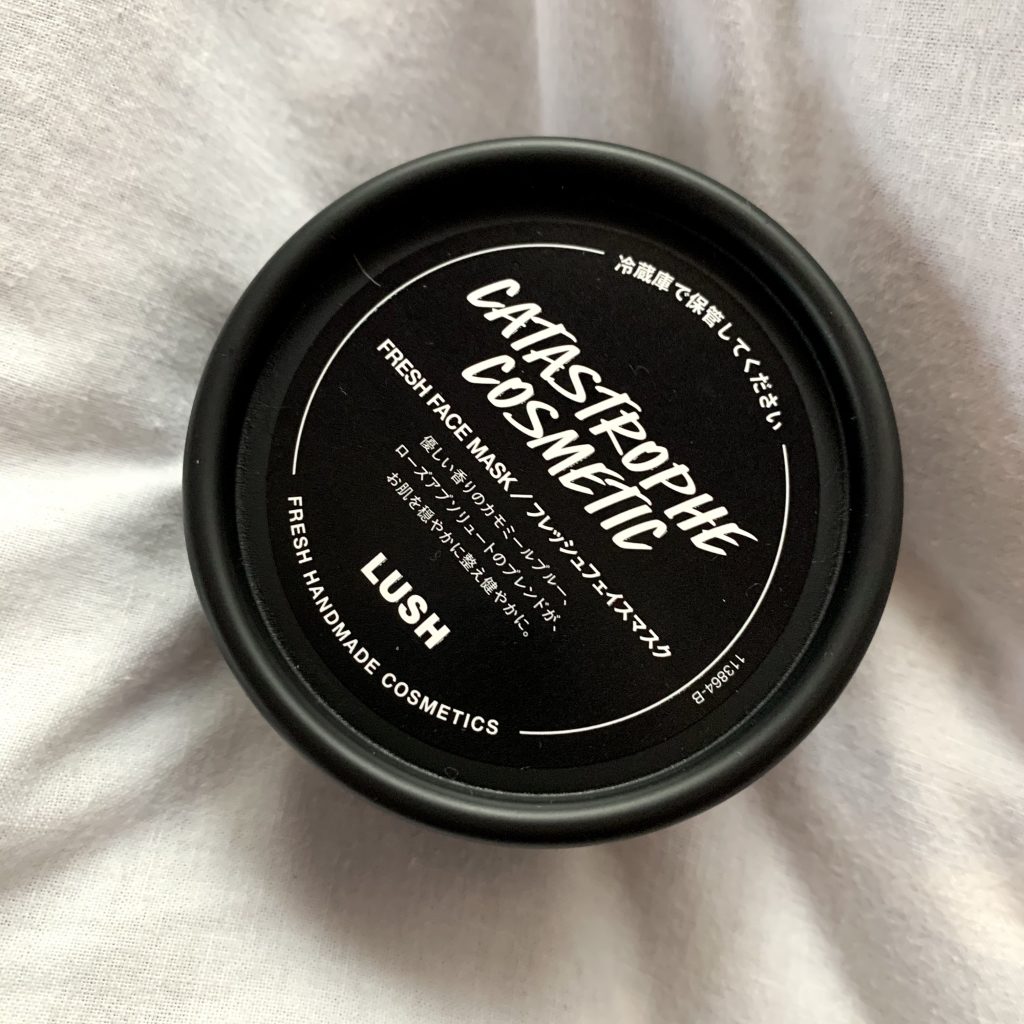 冷蔵庫で保管してください
CATASTROPHE
COSMETIC
FRESH FACE MASK / フレッシュフェイスマスク
優しい香りのカモミールブルー、
ローズアブソリュートのブレンドが、
お肌を穏やかに整え健やかに。
LUSH
FRESH HANDMADE COSMETICS
113864-B